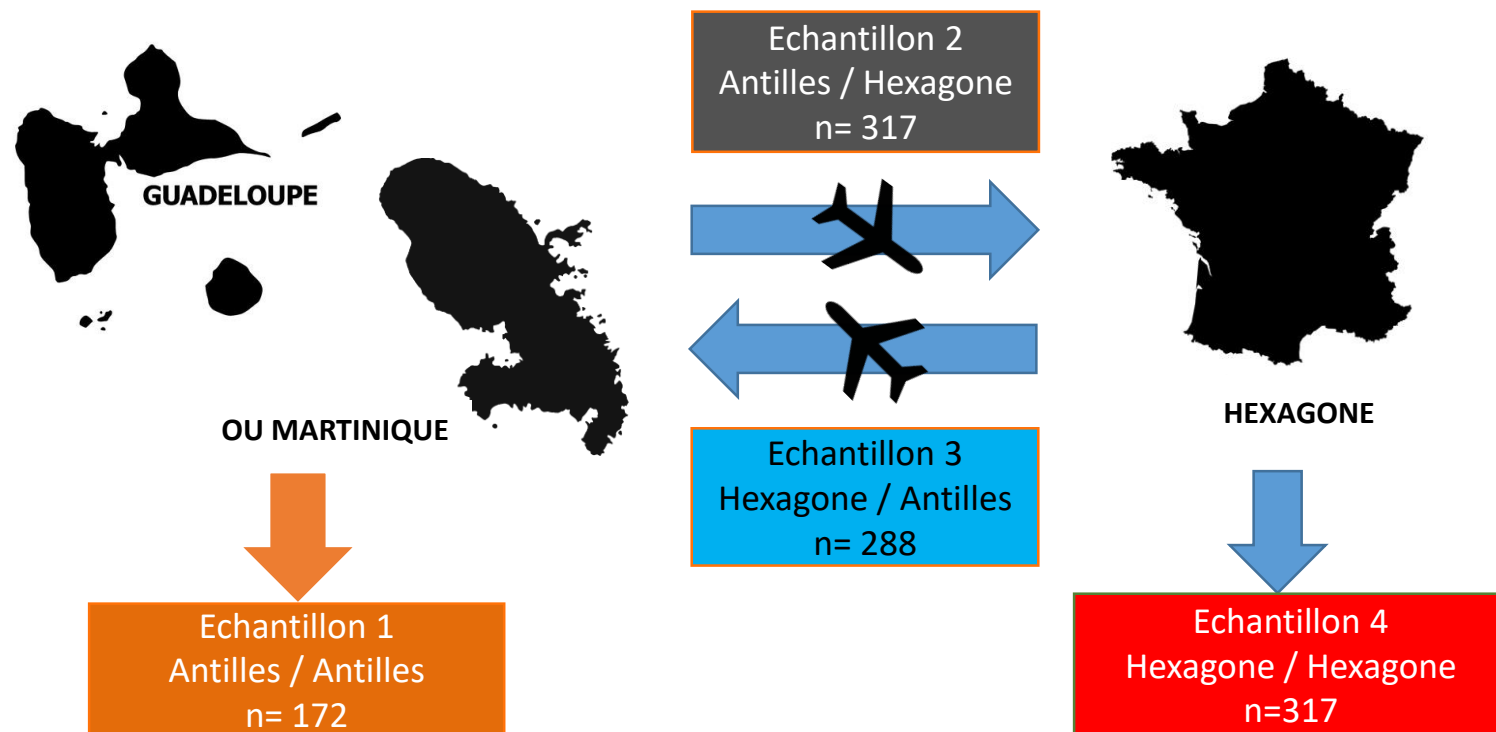 Echantillon 2
Antilles / Hexagone
n= 317
GUADELOUPE
OU MARTINIQUE
HEXAGONE
Echantillon 3
Hexagone / Antilles
n= 288
Echantillon 1
Antilles / Antilles
n= 172
Echantillon 4
Hexagone / Hexagone
n=317